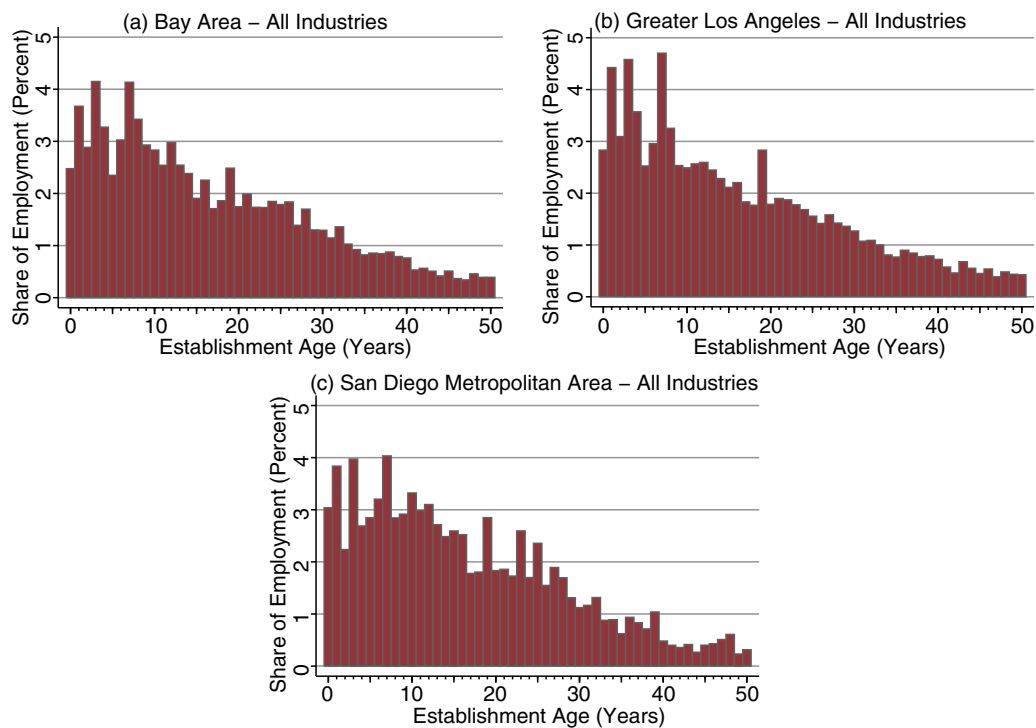 (a) Bay Area – All Industries
Share of Employment (Percent)
0 1 2 3 4 5
0 10 20 30 40 50
Establishment Age (Years)
(b) Greater Los Angeles – All Industries
Share of Employment (Percent)
0 1 2 3 4 5
0 10 20 30 40 50
Establishment Age (Years)
(c) San Diego Metropolitan Area – All Industries
Share of Employment (Percent)
0 1 2 3 4 5
0 10 20 30 40 50
Establishment Age (Years)